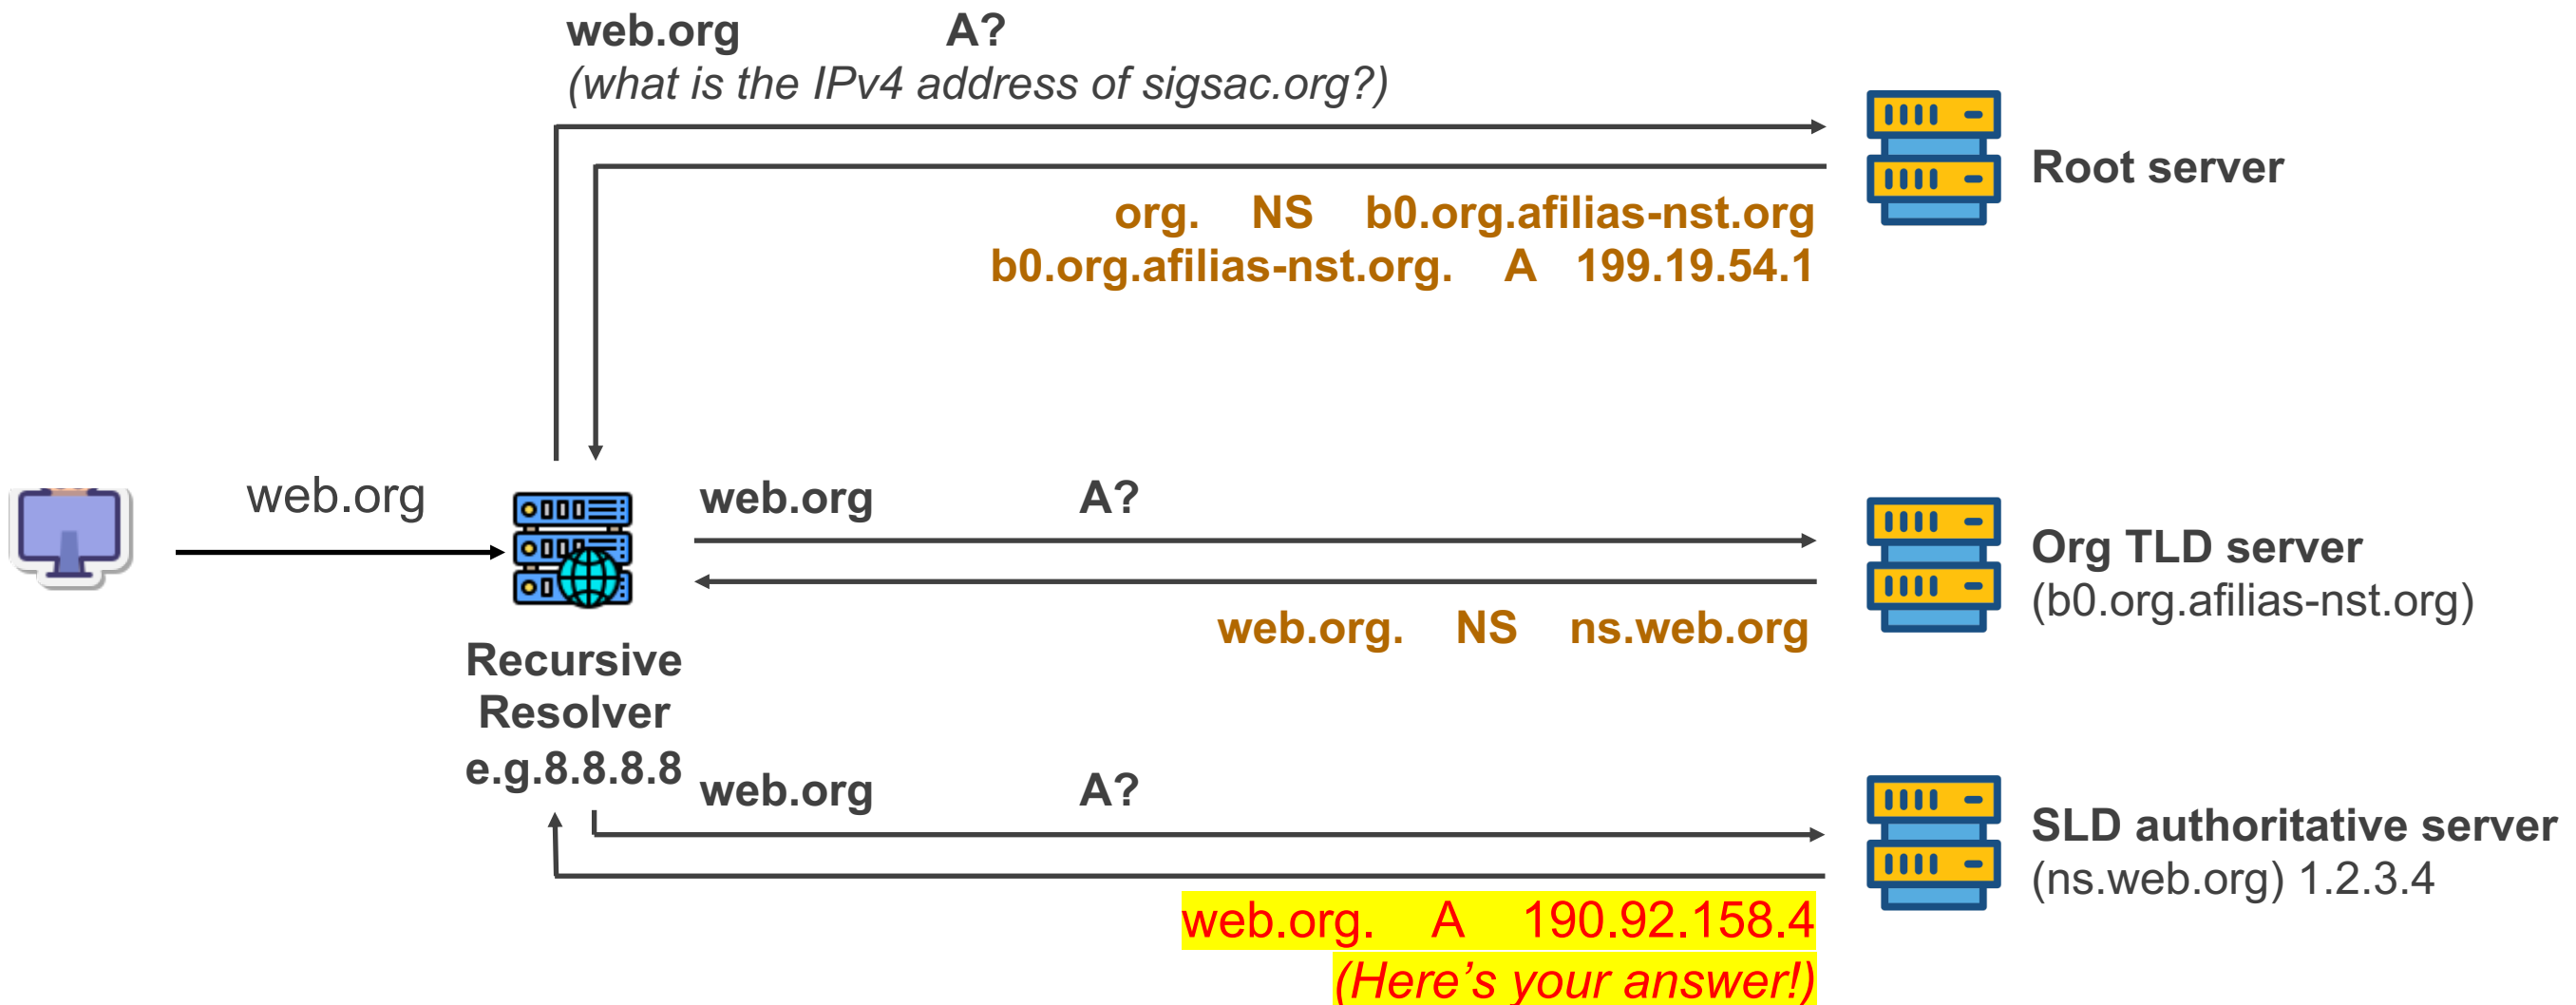 web.org A?
(what is the IPv4 address of sigsac.org?)
Root server
org. NS b0.org.afilias-nst.org
b0.org.afilias-nst.org. A 199.19.54.1
web.org
web.org A?
Org TLD server
(b0.org.afilias-nst.org)
web.org. NS ns.web.org
Recursive
Resolver
e.g.8.8.8.8
web.org A?
SLD authoritative server
(ns.web.org) 1.2.3.4
web.org. A 190.92.158.4
(Here’s your answer!)